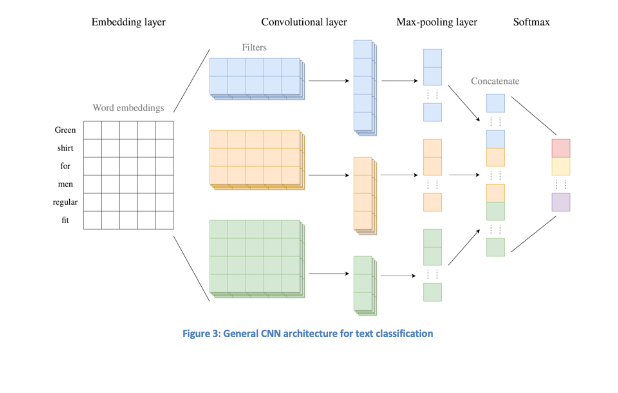 Embedding layer
Convolutional layer
Max-pooling layer
Softmax
Filters
Concatenate
Word embeddings
Green
shirt
for
men
regular
fit
Figure 3: General CNN architecture for text classification